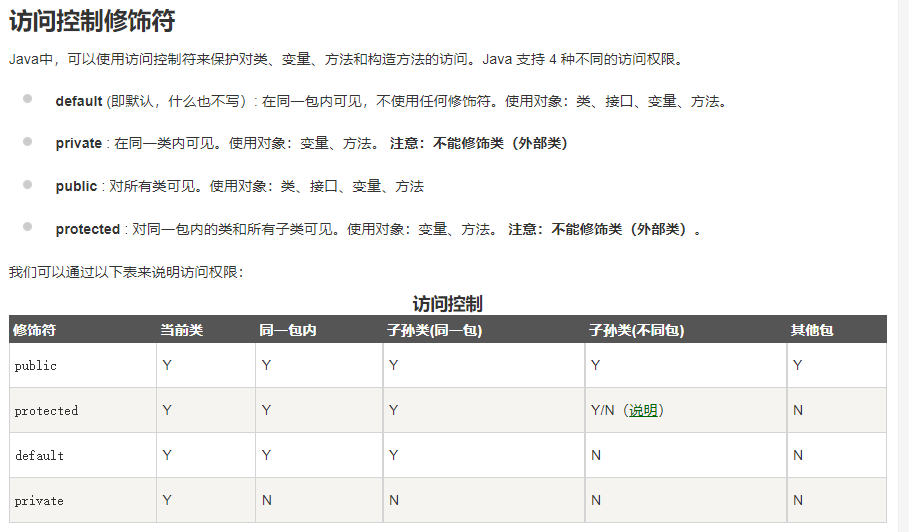 访问控制修饰符
Java中，可以使用访问控制符来保护对类、变量、方法和构造方法的访问。Java 支持 4 种不同的访问权限。
default (即默认，什么也不写）: 在同一包内可见，不使用任何修饰符。使用对象：类、接口、变量、方法。
private : 在同一类内可见。使用对象：变量、方法。 注意：不能修饰类（外部类）
public : 对所有类可见。使用对象：类、接口、变量、方法
protected : 对同一包内的类和所有子类可见。使用对象：变量、方法。 注意：不能修饰类（外部类）。
我们可以通过以下表来说明访问权限：
访问控制
修饰符 当前类 同一包内 子孙类(同一包) 子孙类(不同包) 其他包
public Y Y Y Y Y
protected Y Y Y Y/N（说明） N
default Y Y Y N N
private Y N N N N